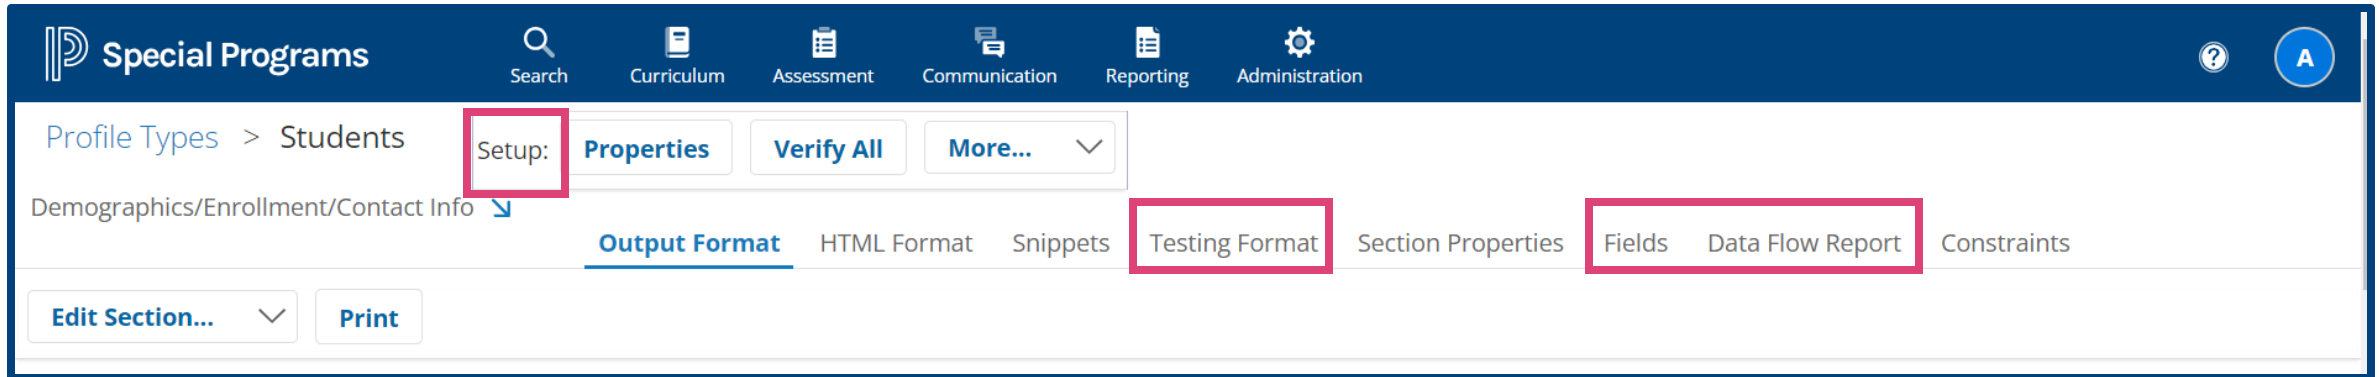 Special Programs
Search Curriculum Assessment Communication Reporting Administration
? A
Profile Types > Students
Setup: Properties Verify All More...
Demographics/Enrollment/Contact Info
Output Format HTML Format Snippets Testing Format Section Properties Fields Data Flow Report Constraints
Edit Section... Print